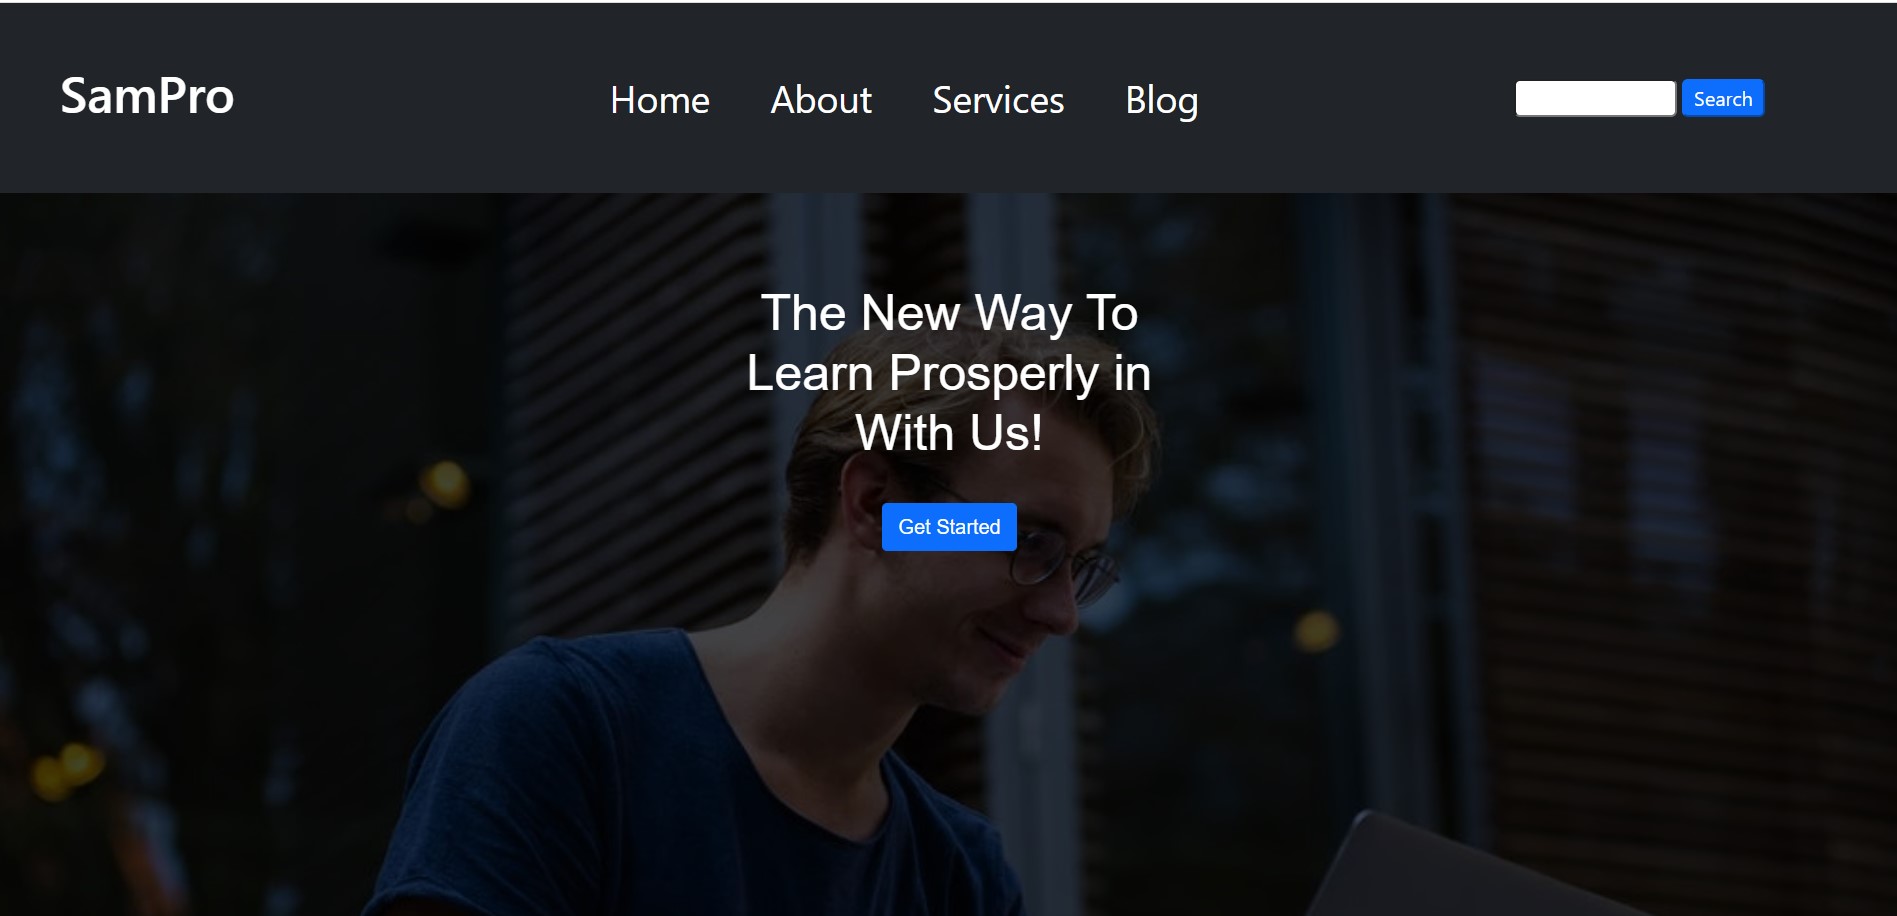 SamPro
Home About Services Blog
Search
The New Way To
Learn Prosperly in
With Us!
Get Started